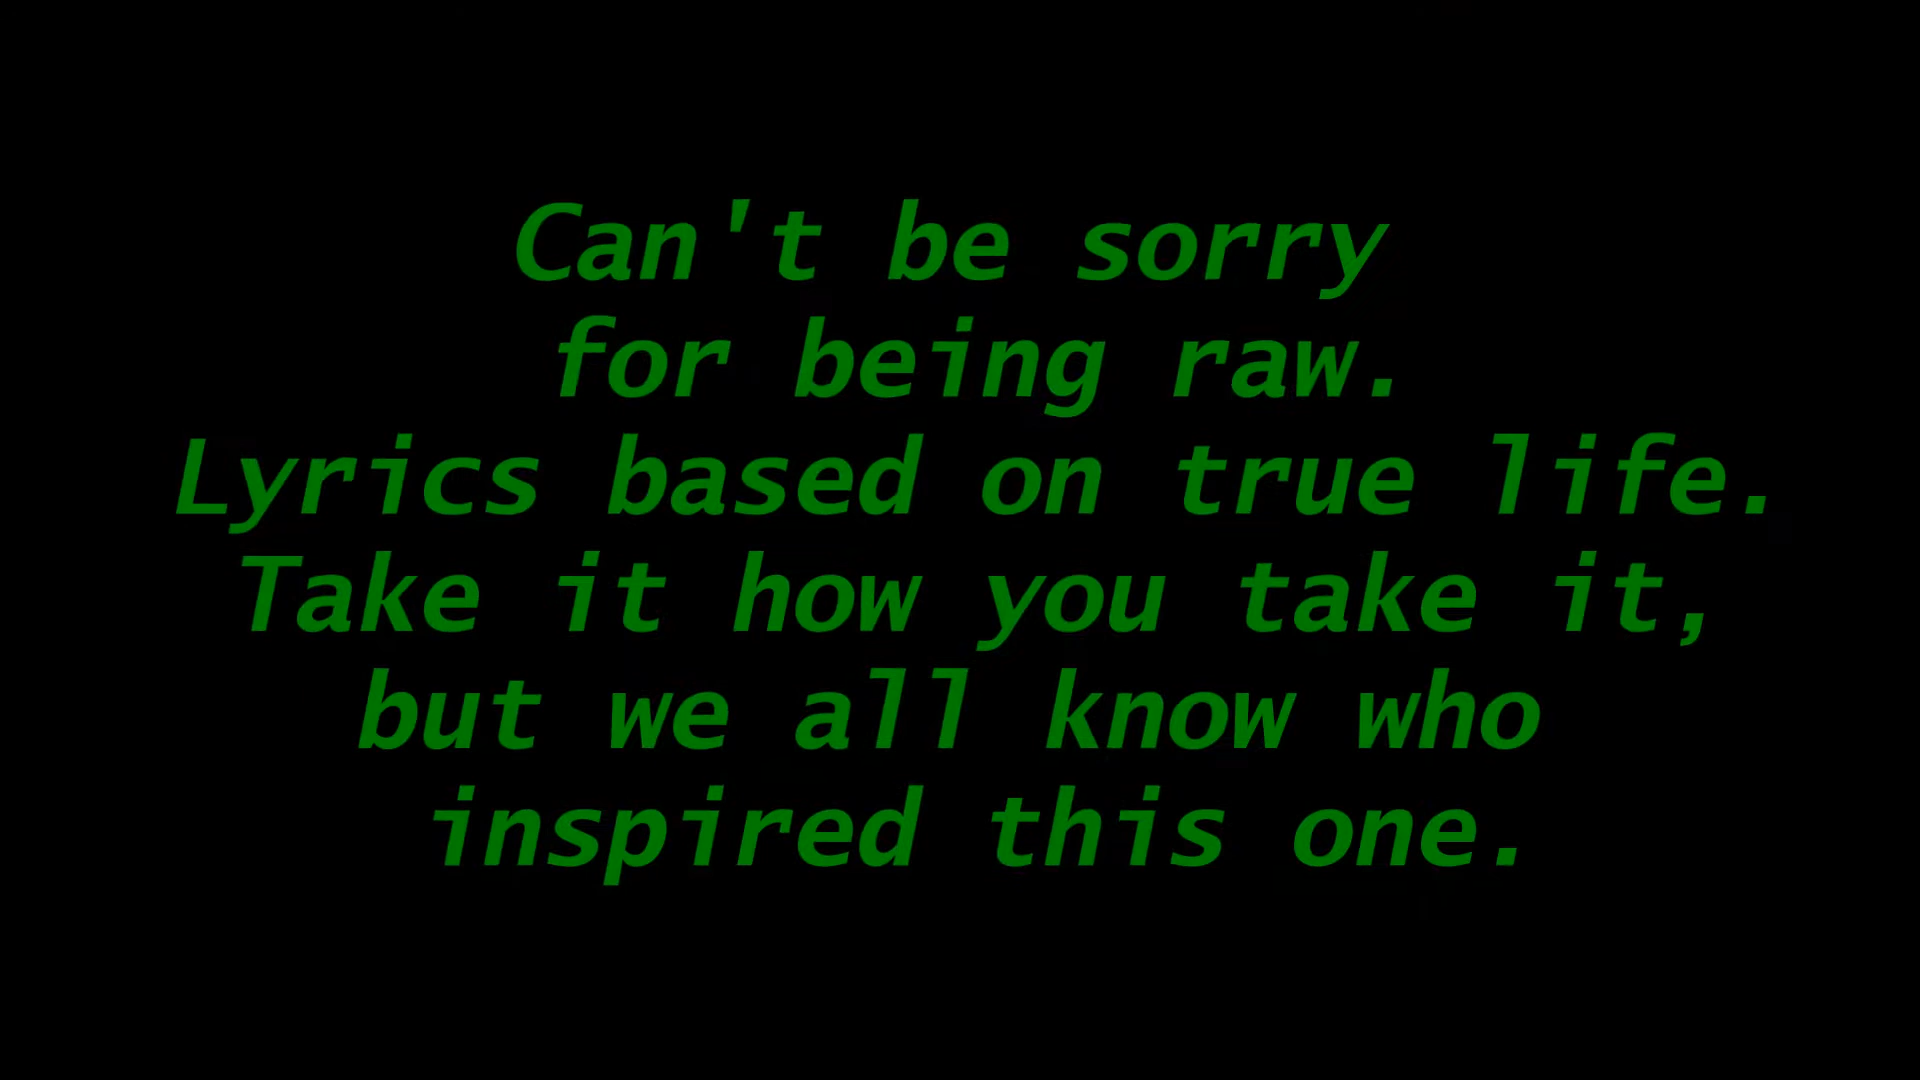 Can't be sorry
for being raw.
Lyrics based on true life.
Take it how you take it,
but we all know who
inspired this one.